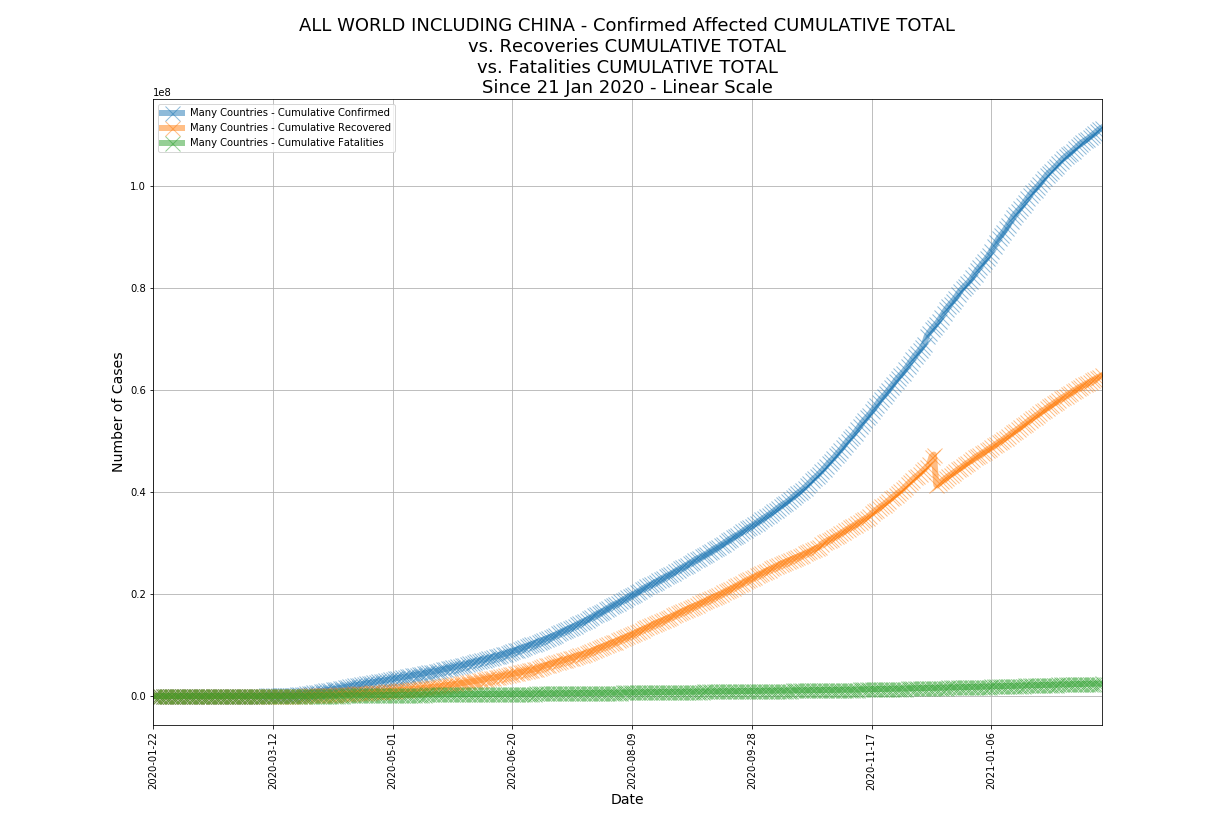 ALL WORLD INCLUDING CHINA - Confirmed Affected CUMULATIVE TOTAL
vs. Recoveries CUMULATIVE TOTAL
vs. Fatalities CUMULATIVE TOTAL
Since 21 Jan 2020 - Linear Scale
1e8
Many Countries - Cumulative Confirmed
Many Countries - Cumulative Recovered
Many Countries - Cumulative Fatalities
1.0
0.8
0.6
0.4
0.2
0.0
Number of Cases
2020-01-22
2020-03-12
2020-05-01
2020-06-20
2020-08-09
2020-09-28
2020-11-17
2021-01-06
Date